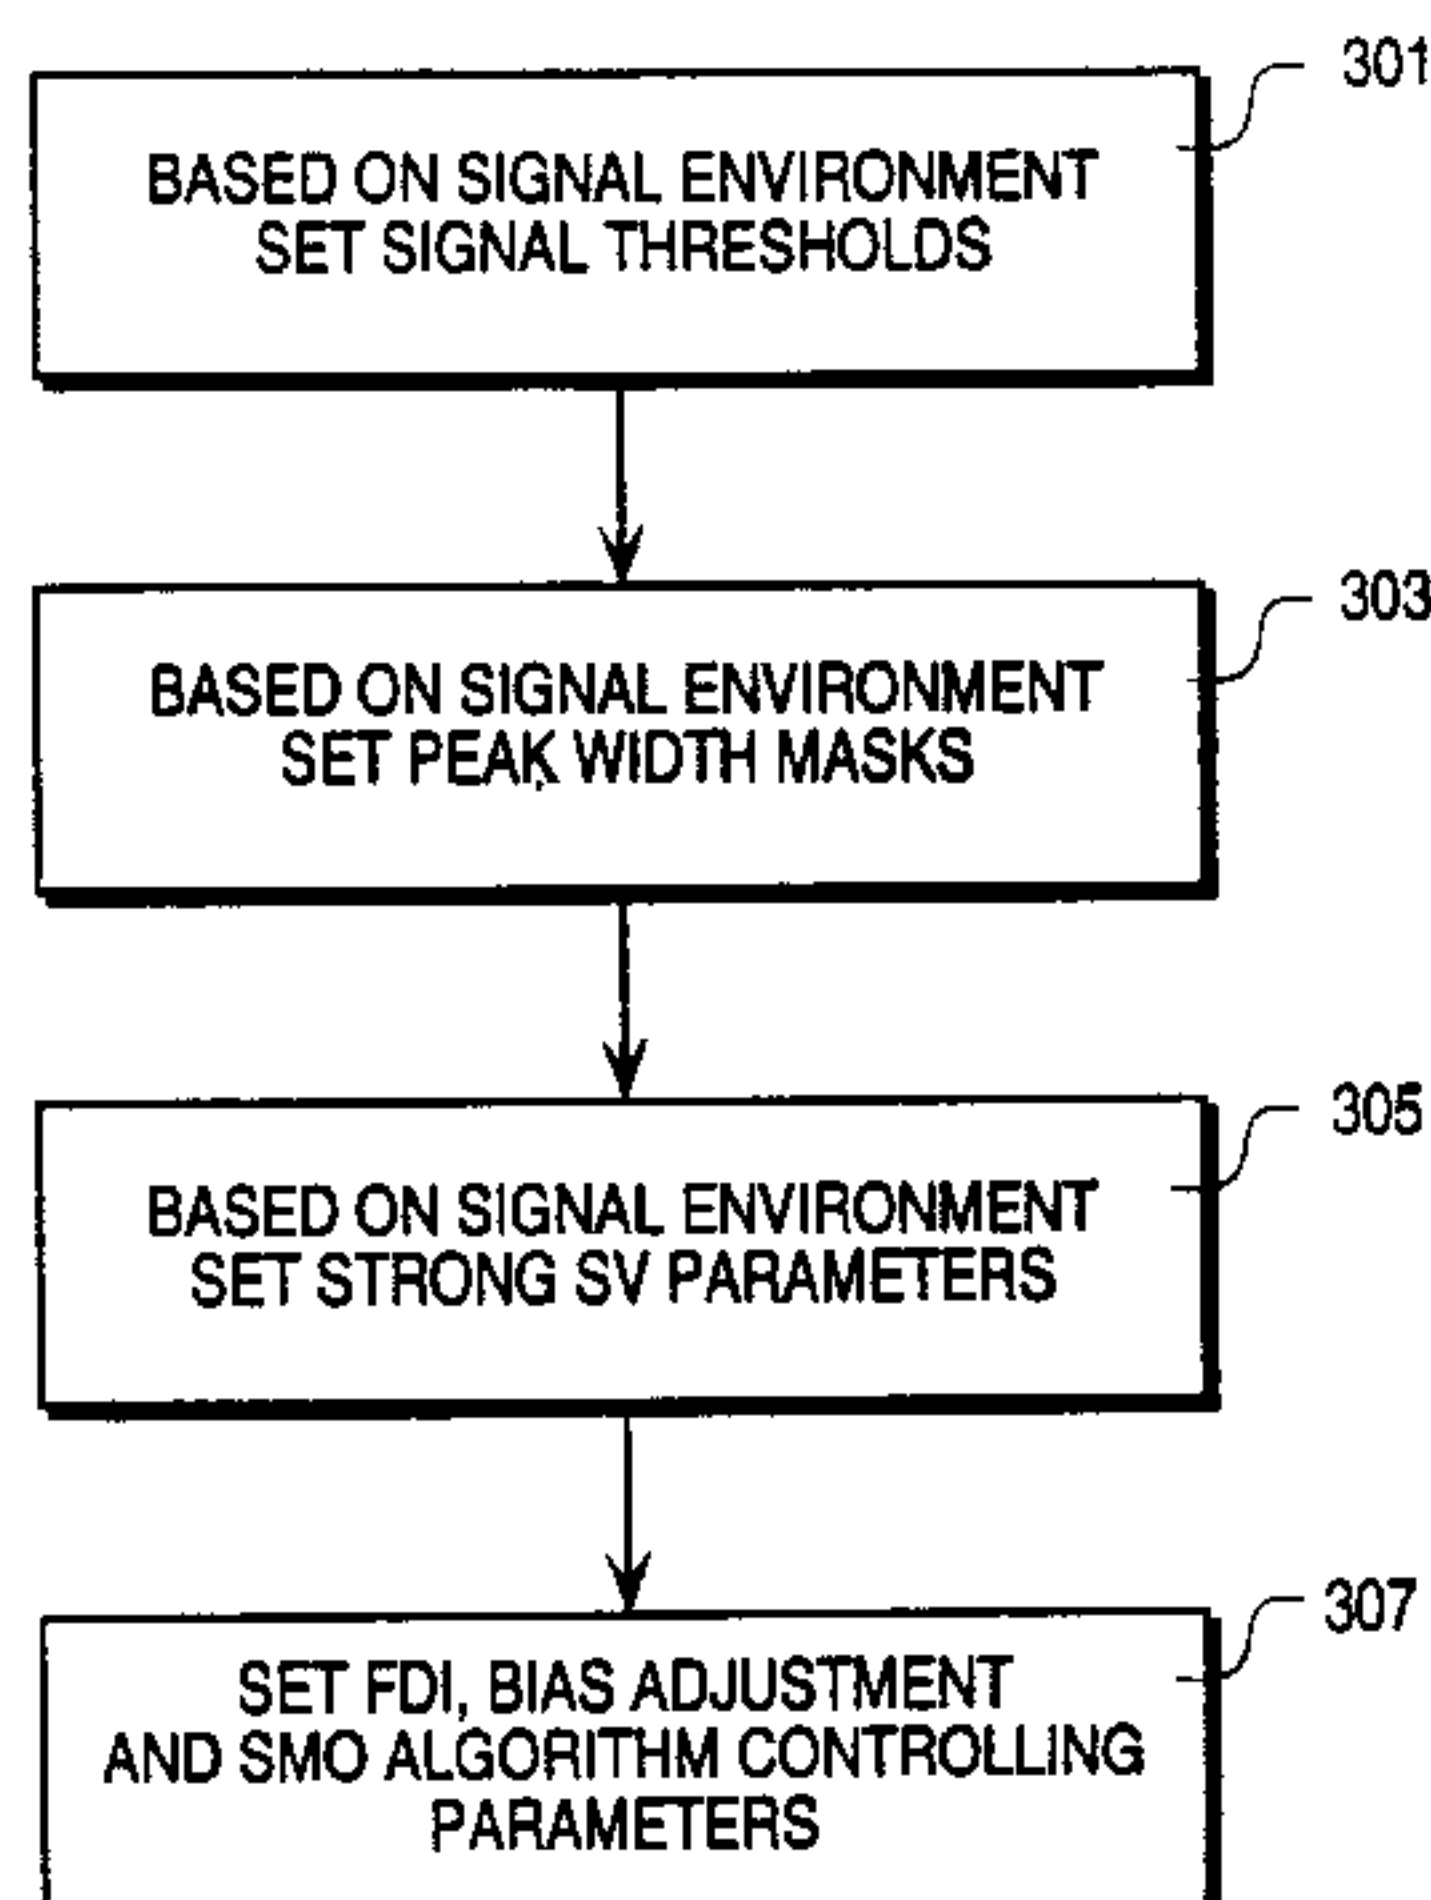 301
BASED ON SIGNAL ENVIRONMENT
SET SIGNAL THRESHOLDS
303
BASED ON SIGNAL ENVIRONMENT
SET PEAK WIDTH MASKS
305
BASED ON SIGNAL ENVIRONMENT
SET STRONG SV PARAMETERS
307
SET FDI, BIAS ADJUSTMENT
AND SMO ALGORITHM CONTROLLING
PARAMETERS